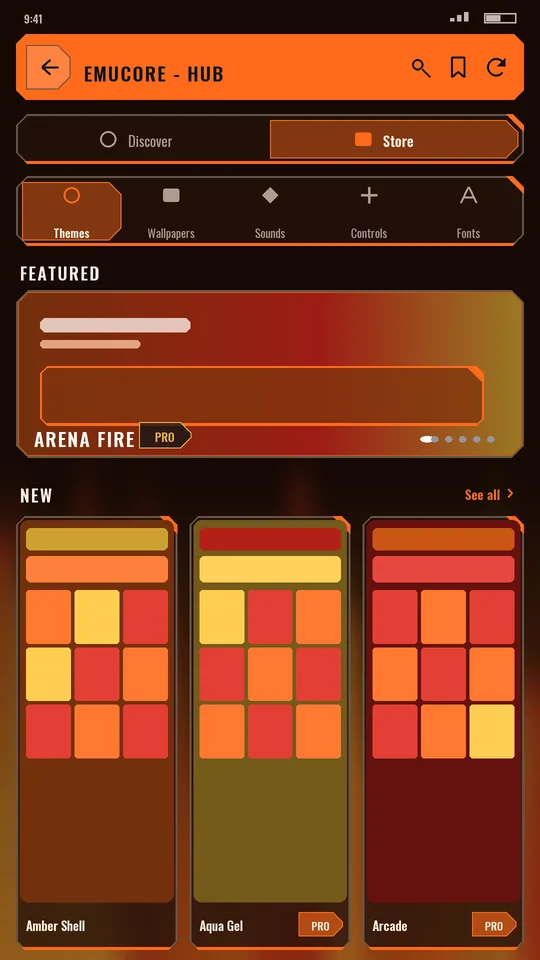 9:41
EMUCORE - HUB
Discover
Store
Themes
Wallpapers
Sounds
Controls
Fonts
FEATURED
ARENA FIRE
PRO
NEW
See all
Amber Shell
Aqua Gel
PRO
Arcade
PRO